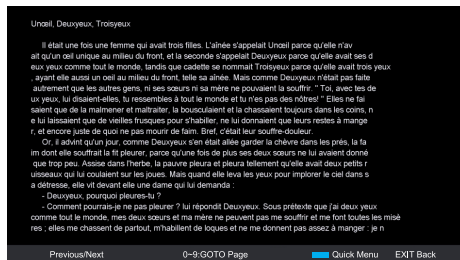 Unœil, Deuxyeux, Troisyeux
Il était une fois une femme qui avait trois filles. L'aînée s'appelait Unœil parce qu'elle n'av
ait qu'un œil unique au milieu du front, et la seconde s'appelait Deuxyeux parce qu'elle avait ses d
eux yeux comme tout le monde, tandis que cadette se nommait Troisyeux parce qu'elle avait trois yeux
, ayant elle aussi un oeil au milieu du front, telle sa aînée. Mais comme Deuxyeux n'était pas faite
autrement que les autres gens, ni ses sœurs ni sa mère ne pouvaient la souffrir. " Toi, avec tes de
ux yeux, lui disaient-elles, tu ressembles à tout le monde et tu n'es pas des nôtres! " Elles ne fai
saient que de la malmener et maltraiter, la bousculaient et la chassaient toujours dans les coins, n
e lui laissaient que de vieilles frusques pour s'habiller, ne lui donnaient que leurs restes à mange
r, et encore juste de quoi ne pas mourir de faim. Bref, c'était leur souffre-douleur.
Or, il advint qu'un jour, comme Deuxyeux s'en était allée garder la chèvre dans les prés, la fa
im dont elle souffrait la fit pleurer, parce qu'une fois de plus ses deux sœurs ne lui avaient donné
que trop peu. Assise dans l'herbe, la pauvre pleura et pleura tellement qu'elle avait deux petits r
uisseaux qui lui coulaient sur les joues. Mais quand elle leva les yeux pour implorer le ciel dans s
a détresse, elle vit devant elle une dame qui lui demanda :
- Deuxyeux, pourquoi pleures-tu ?
- Comment pourrais-je ne pas pleurer ? lui répondit Deuxyeux. Sous prétexte que j'ai deux yeux
comme tout le monde, mes deux sœurs et ma mère ne peuvent pas me souffrir et me font toutes les misè
res ; elles me chassent de partout, m'habillent de loques et ne me donnent pas assez à manger : je n
Previous/Next 0~9:GOTO Page Quick Menu EXIT Back